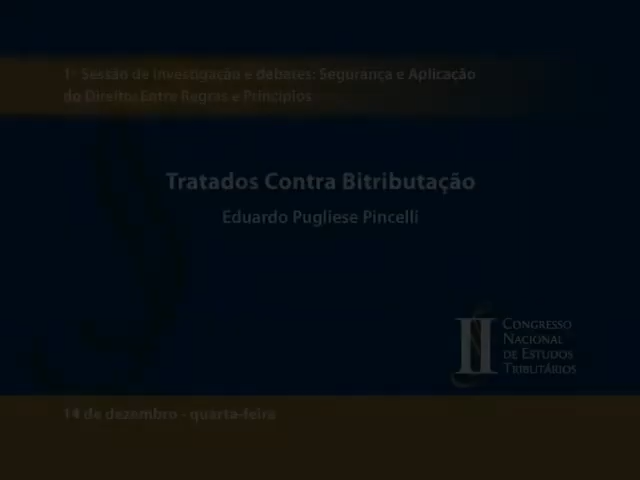 1ª Sessão de investigação e debates: Segurança e Aplicação
do Direito: Entre Regras e Princípios
Tratados Contra Bitributação
Eduardo Pugliese Pincelli
II
CONGRESSO
NACIONAL
DE ESTUDOS
TRIBUTÁRIOS
14 de dezembro - quarta-feira